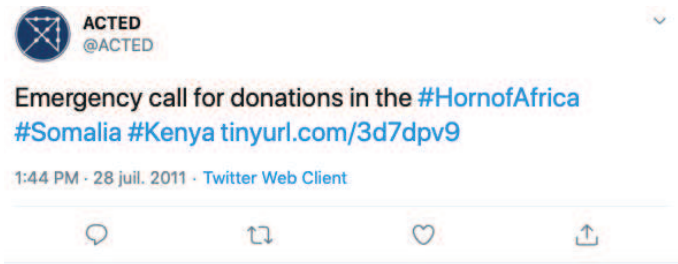 ACTED
@ACTED
Emergency call for donations in the #HornofAfrica
#Somalia #Kenya tinyurl.com/3d7dpv9
1:44 PM · 28 juil. 2011 · Twitter Web Client